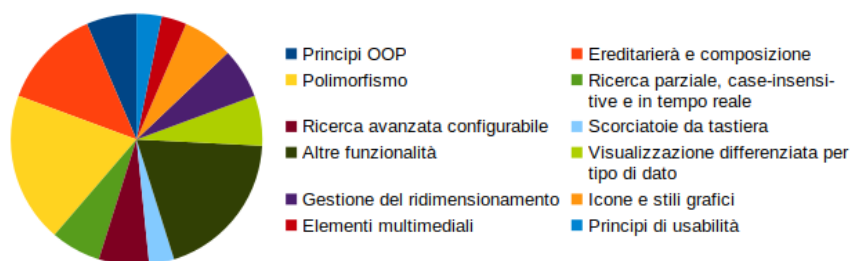 Principi OOP
Ereditarierà e composizione
Polimorfismo
Ricerca parziale, case-insensi-
tive e in tempo reale
Ricerca avanzata configurabile
Scorciatoie da tastiera
Altre funzionalità
Visualizzazione differenziata per
tipo di dato
Gestione del ridimensionamento
Icone e stili grafici
Elementi multimediali
Principi di usabilità